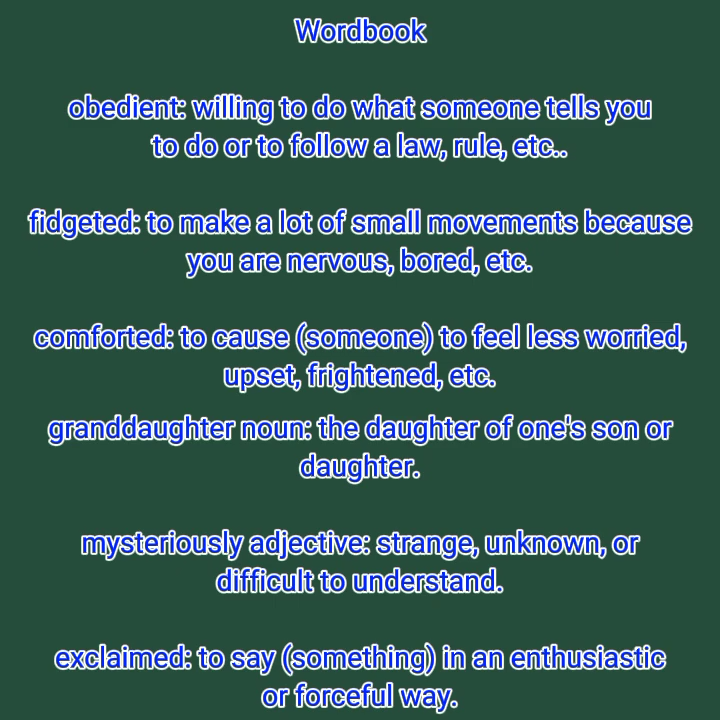 Wordbook
obedient: willing to do what someone tells you
to do or to follow a law, rule, etc..
fidgeted: to make a lot of small movements because
you are nervous, bored, etc.
comforted: to cause (someone) to feel less worried,
upset, frightened, etc.
granddaughter noun: the daughter of one's son or
daughter.
mysteriously adjective: strange, unknown, or
difficult to understand.
exclaimed: to say (something) in an enthusiastic
or forceful way.